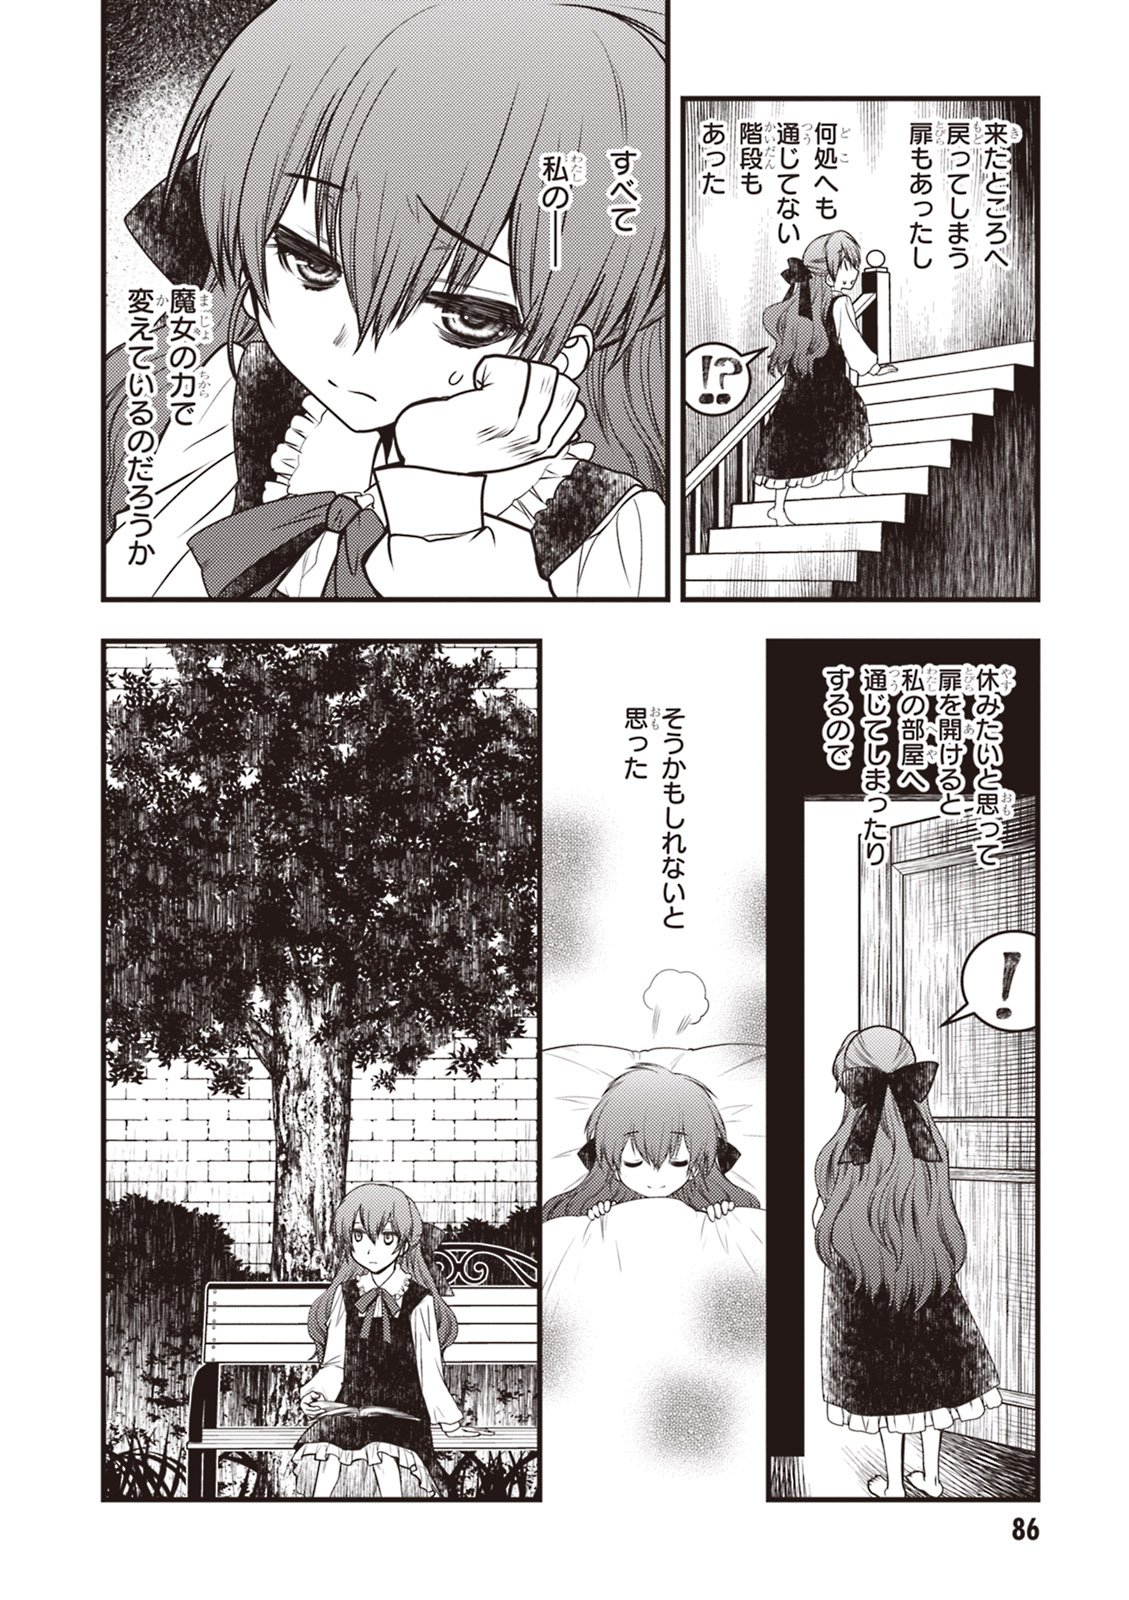 来たところへ
戻ってしまう
扉もあったし
何処へも
通じてない
階段も
あった
!?
すべて
私の――
魔女の力で
変えているのだろうか
休みたいと思って
扉を開けると
私の部屋へ
通じてしまったり
するので
!
そうかもしれないと
思った
86